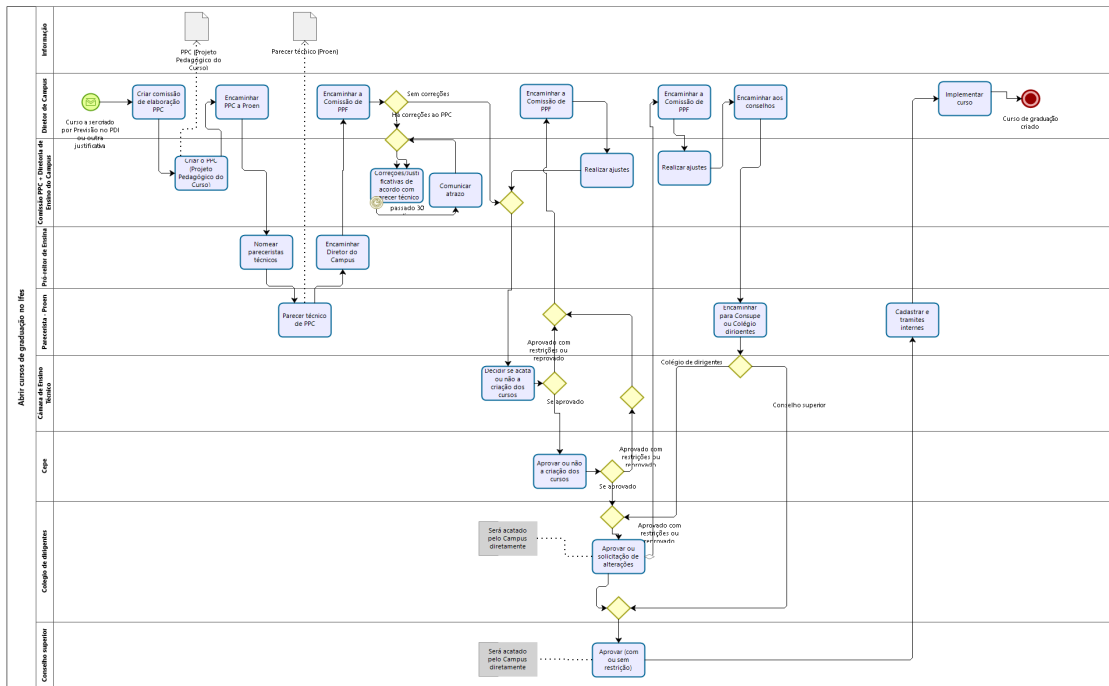 Abrir cursos de graduação no Ifes
Informação
PPC (Projeto
Pedagógico do
Curso)
Parecer técnico (Proen)
Diretor de Campus
Curso a ser criado
por Previsão no PDI
ou outra
justificativa
Criar comissão
de elaboração
PPC
Encaminhar
PPC a Proen
Encaminhar a
Comissão de
PPF
Sem correções
Há correções ao PPC
Encaminhar a
Comissão de
PPF
Encaminhar a
Comissão de
PPF
Encaminhar aos
conselhos
Implementar
curso
Curso de graduação
criado
Comissão PPC + Diretoria de
Ensino do Campus
Criar o PPC
(Projeto
Pedagógico do
Curso)
Correções/Justi
ficativas de
acordo com
parecer técnico
passado 30
Comunicar
atrazo
Realizar ajustes
Realizar ajustes
Pró-reitor de Ensina
Nomear
pareceristas
técnicos
Encaminhar
Diretor do
Campus
Parecerista - Proen
Parecer técnico
de PPC
Aprovado com
restrições ou
reprovado
Encaminhar
para Consupe
ou Colégio
dirigentes
Cadastrar e
tramites
internes
Câmara de Ensino
Técnico
Decidir se acata
ou não a
criação dos
cursos
Se aprovado
Colégio de dirigentes
Conselho superior
Cepe
Aprovar ou não
a criação dos
cursos
Aprovado com
restrições ou
reprovado
Se aprovado
Colegio de dirigentes
Será acatado
pelo Campus
diretamente
Aprovar ou
solicitação de
alterações
Aprovado com
restrições ou
reprovado
Conselho superior
Será acatado
pelo Campus
diretamente
Aprovar (com
ou sem
restrição)